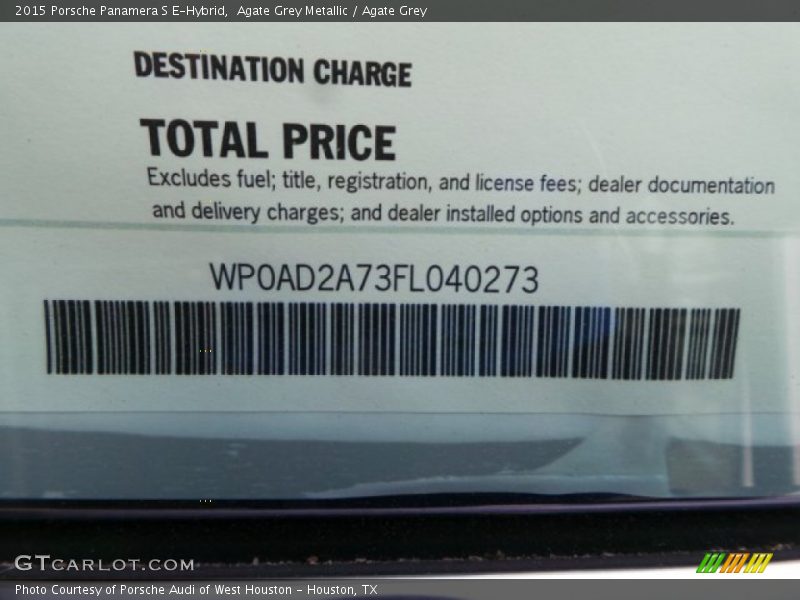 2015 Porsche Panamera S E-Hybrid,  Agate Grey Metallic / Agate Grey
DESTINATION CHARGE
TOTAL PRICE
Excludes fuel; title, registration, and license fees; dealer documentation
and delivery charges; and dealer installed options and accessories.
WP0AD2A73FL040273
GTCARLOT.COM
Photo Courtesy of Porsche Audi of West Houston - Houston, TX